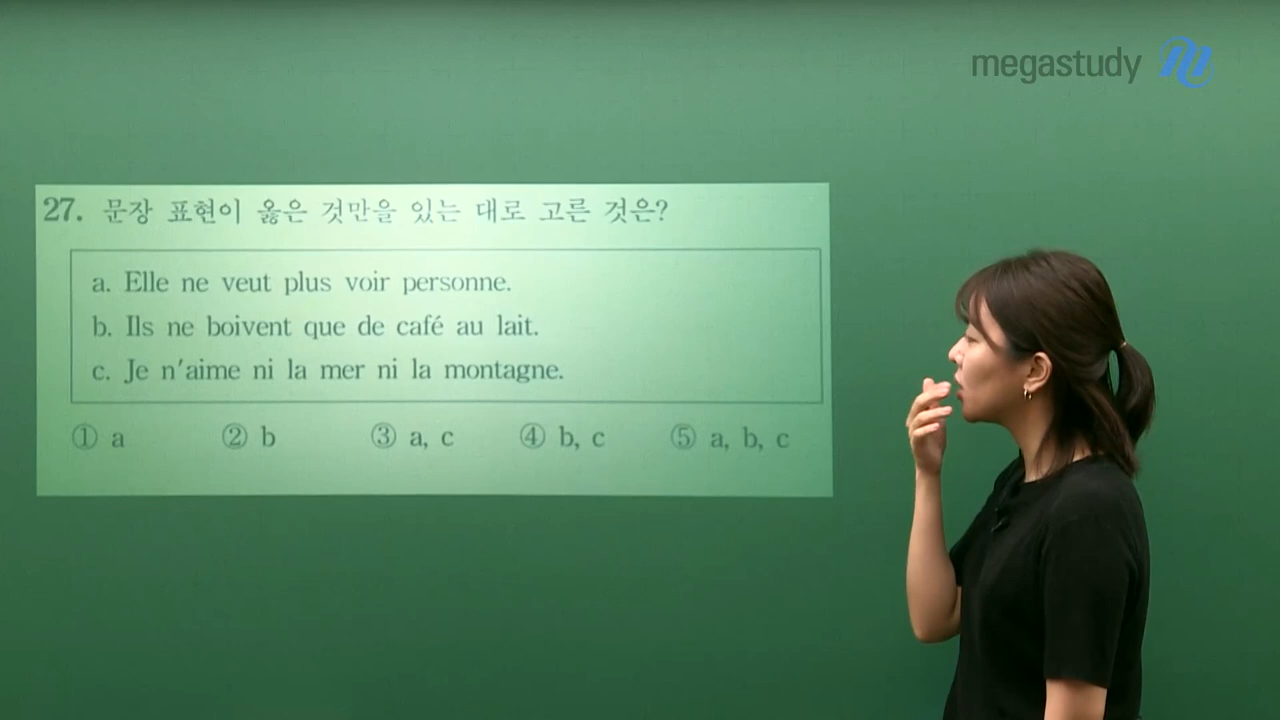 megastudy
27. 문장 표현이 옳은 것만을 있는 대로 고른 것은?
a. Elle ne veut plus voir personne.
b. Ils ne boivent que de café au lait.
c. Je n'aime ni la mer ni la montagne.
① a ② b ③ a, c ④ b, c ⑤ a, b, c